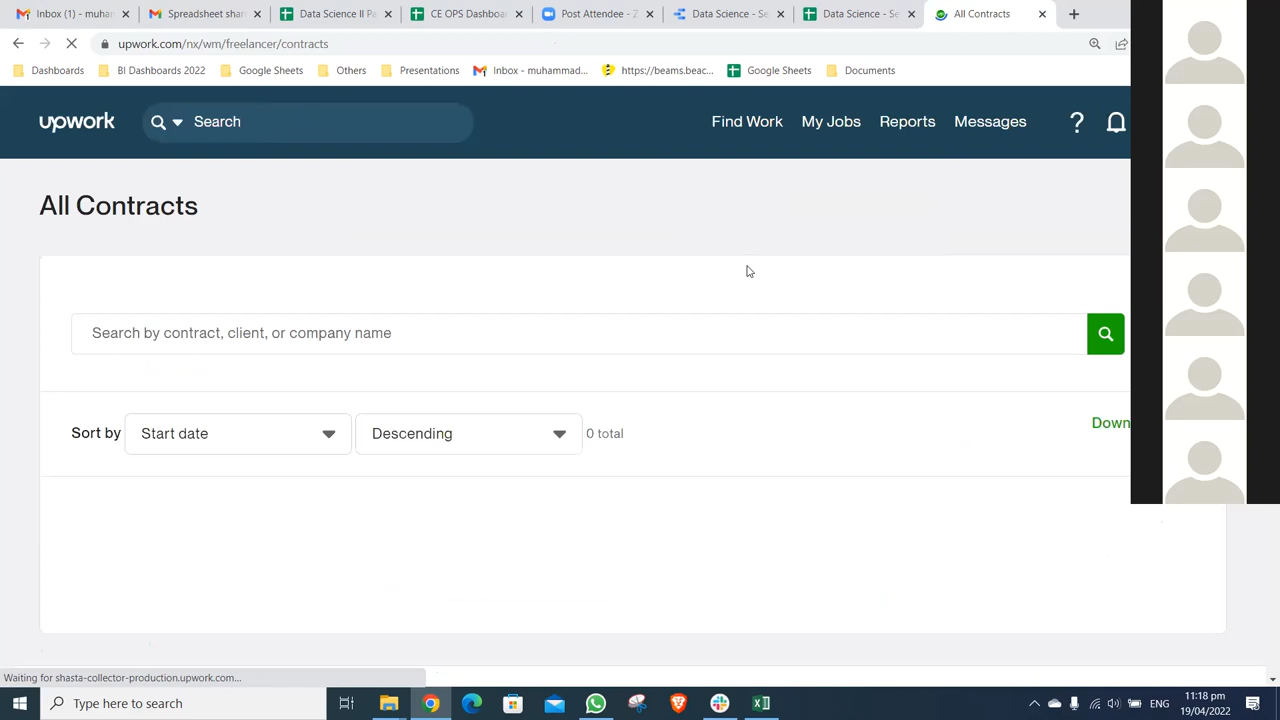 Inbox (1) - muhan
Spreadsheet shar
Data Science II Pa
CE OPS Dashboa
Post Attendee - Z
Data Science - Se
Data Science - Se
All Contracts
upwork.com/nx/wm/freelancer/contracts
Dashboards
BI Dashboards 2022
Google Sheets
Others
Presentations
Inbox - muhammad...
https://beams.beac...
Google Sheets
Documents
upwork
Search
Find Work
My Jobs
Reports
Messages
All Contracts
Search by contract, client, or company name
Sort by
Start date
Descending
0 total
Down
Waiting for shasta-collector-production.upwork.com...
Type here to search
ENG
11:18 pm
19/04/2022